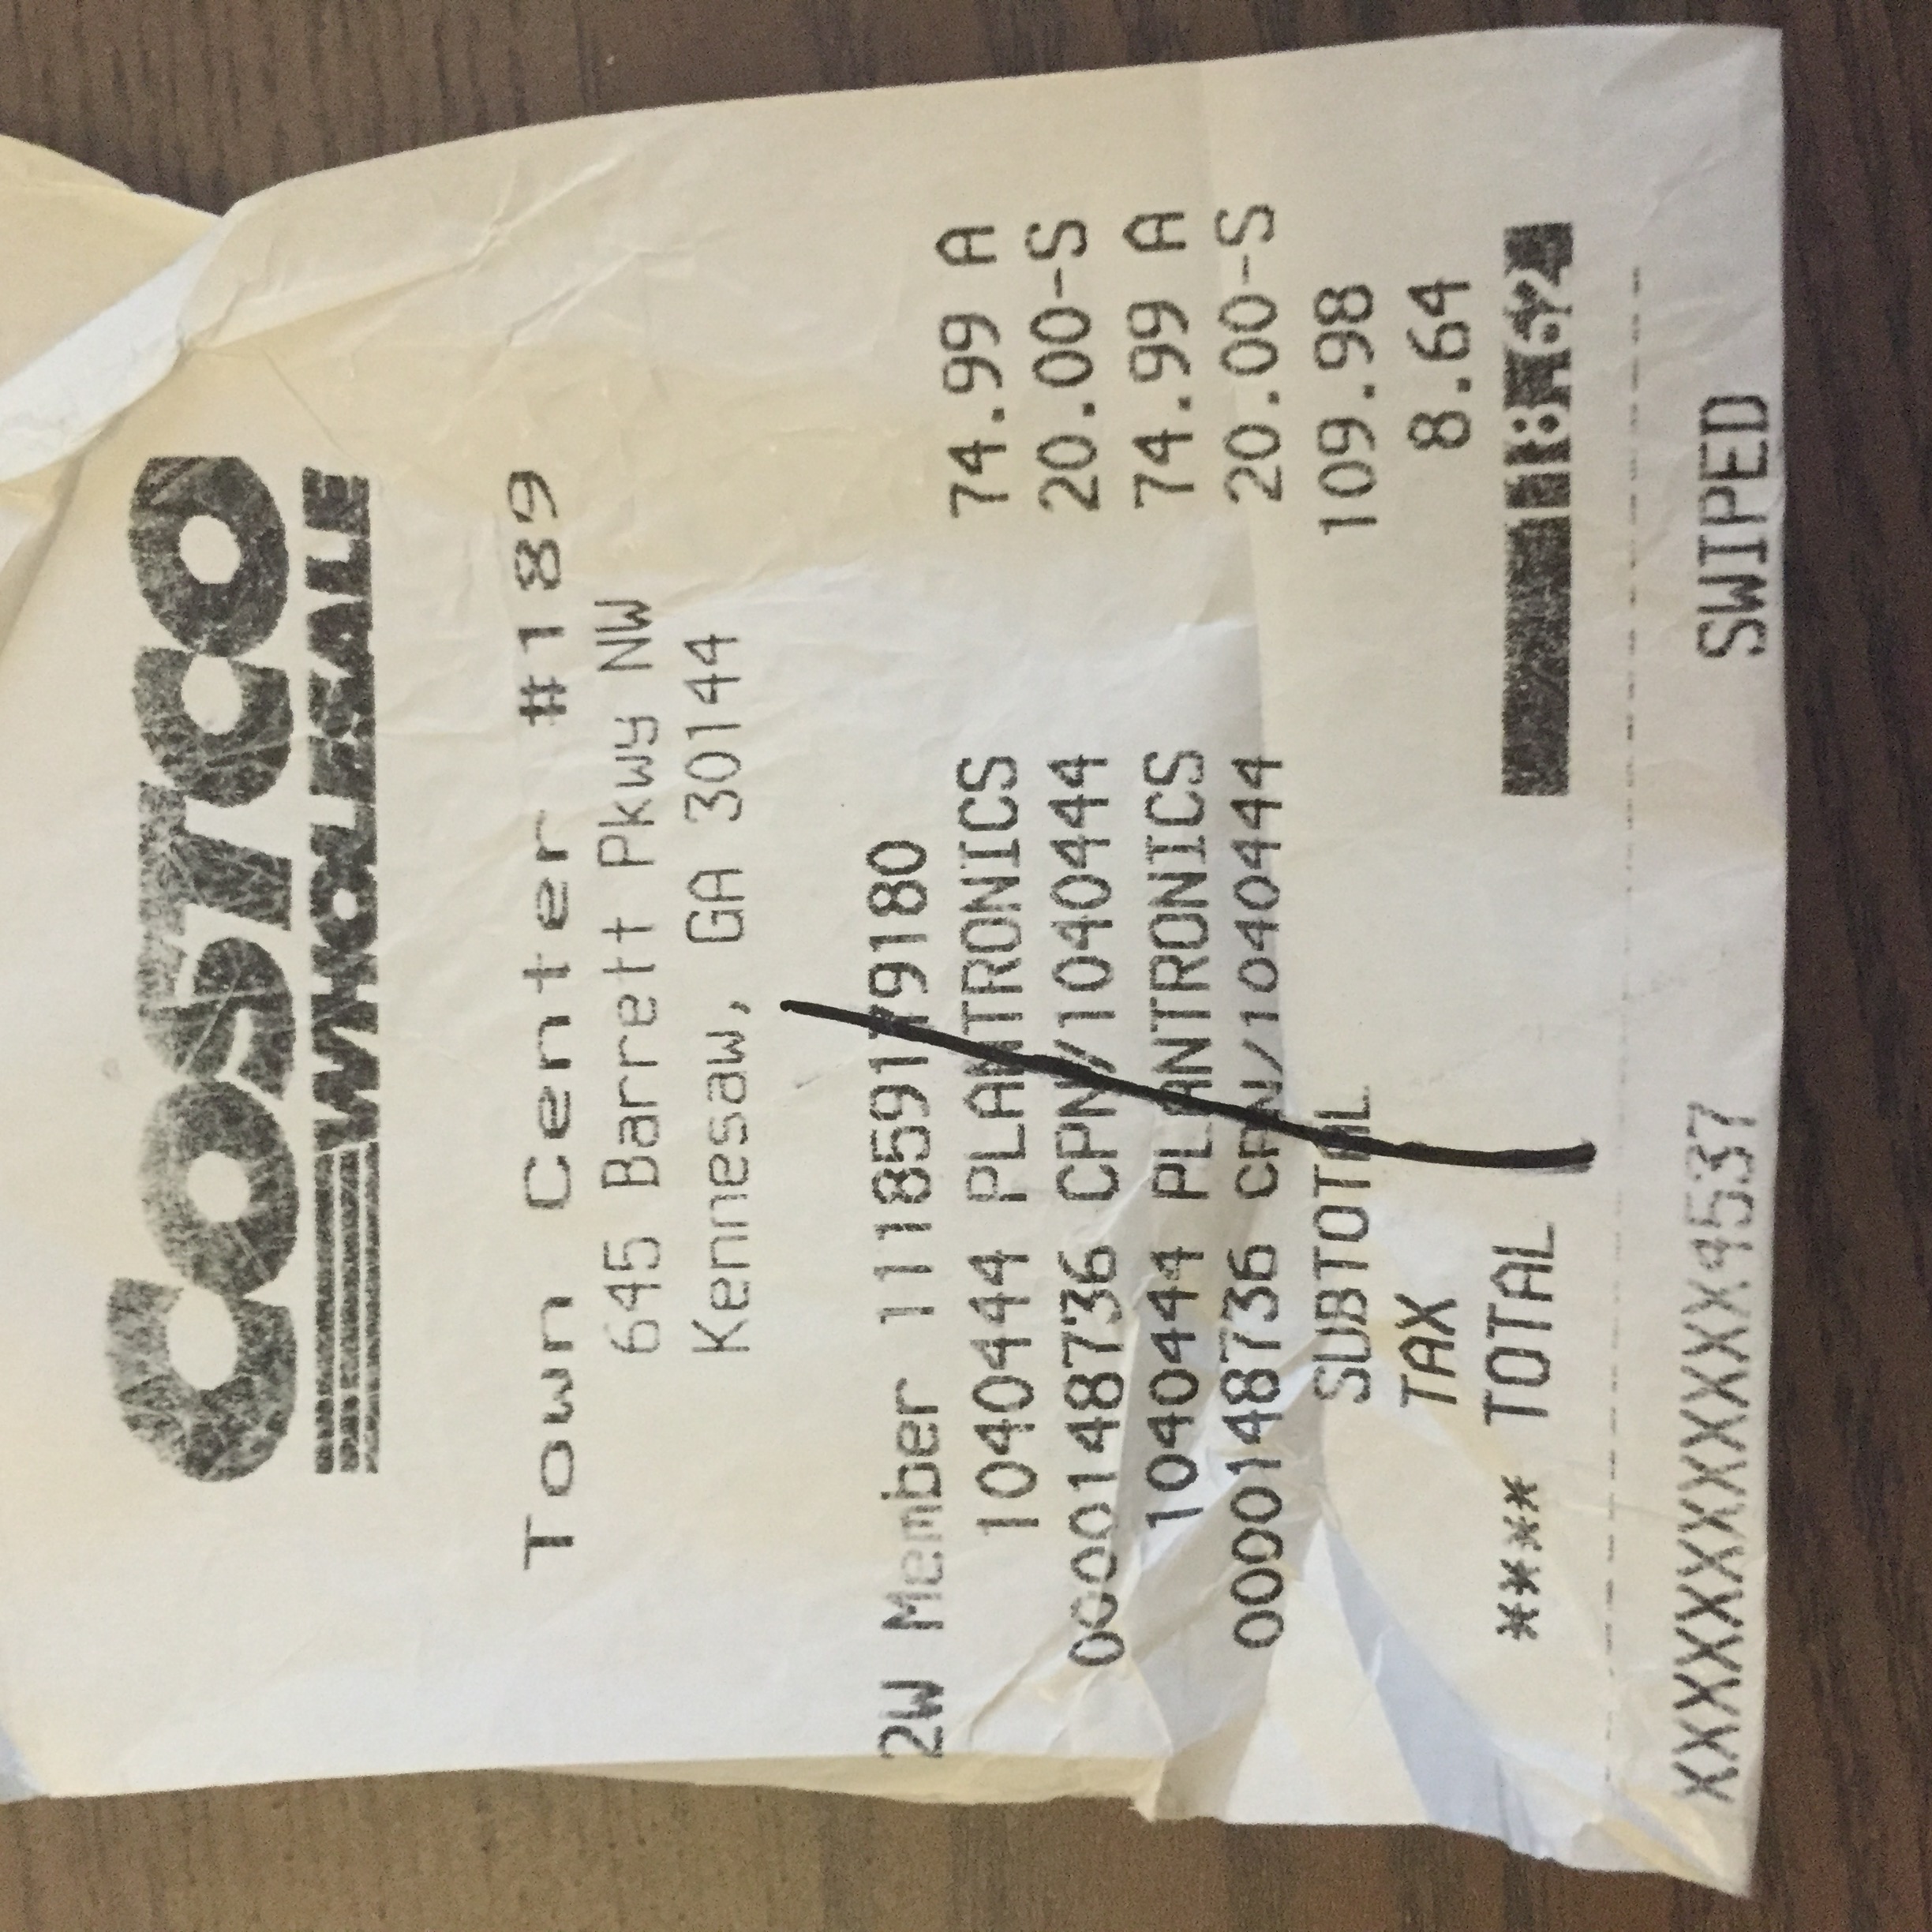 COSTCO
WHOLESALE
Town Center #189
645 Barrett Pkwy NW
Kennesaw, GA 30144
2W Member 111859179180
1040444 PLANTRONICS 74.99 A
0000148736 CPN/1040444 20.00-S
1040444 PLANTRONICS 74.99 A
0000148736 CPN/1040444 20.00-S
SUBTOTAL 109.98
TAX 8.64
**** TOTAL 118.62
XXXXXXXXXXXX4537 SWIPED